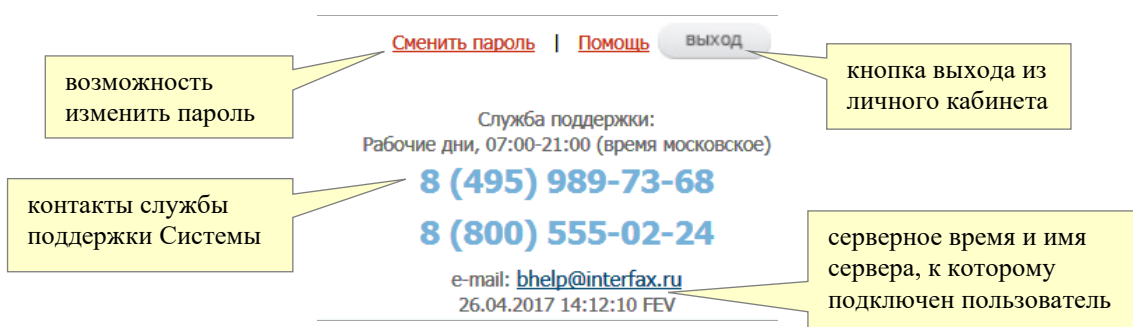 Сменить пароль | Помощь выход
возможность
изменить пароль
кнопка выхода из
личного кабинета
Служба поддержки:
Рабочие дни, 07:00-21:00 (время московское)
8 (495) 989-73-68
8 (800) 555-02-24
контакты службы
поддержки Системы
e-mail: bhelp@interfax.ru
26.04.2017 14:12:10 FEV
серверное время и имя
сервера, к которому
подключен пользователь